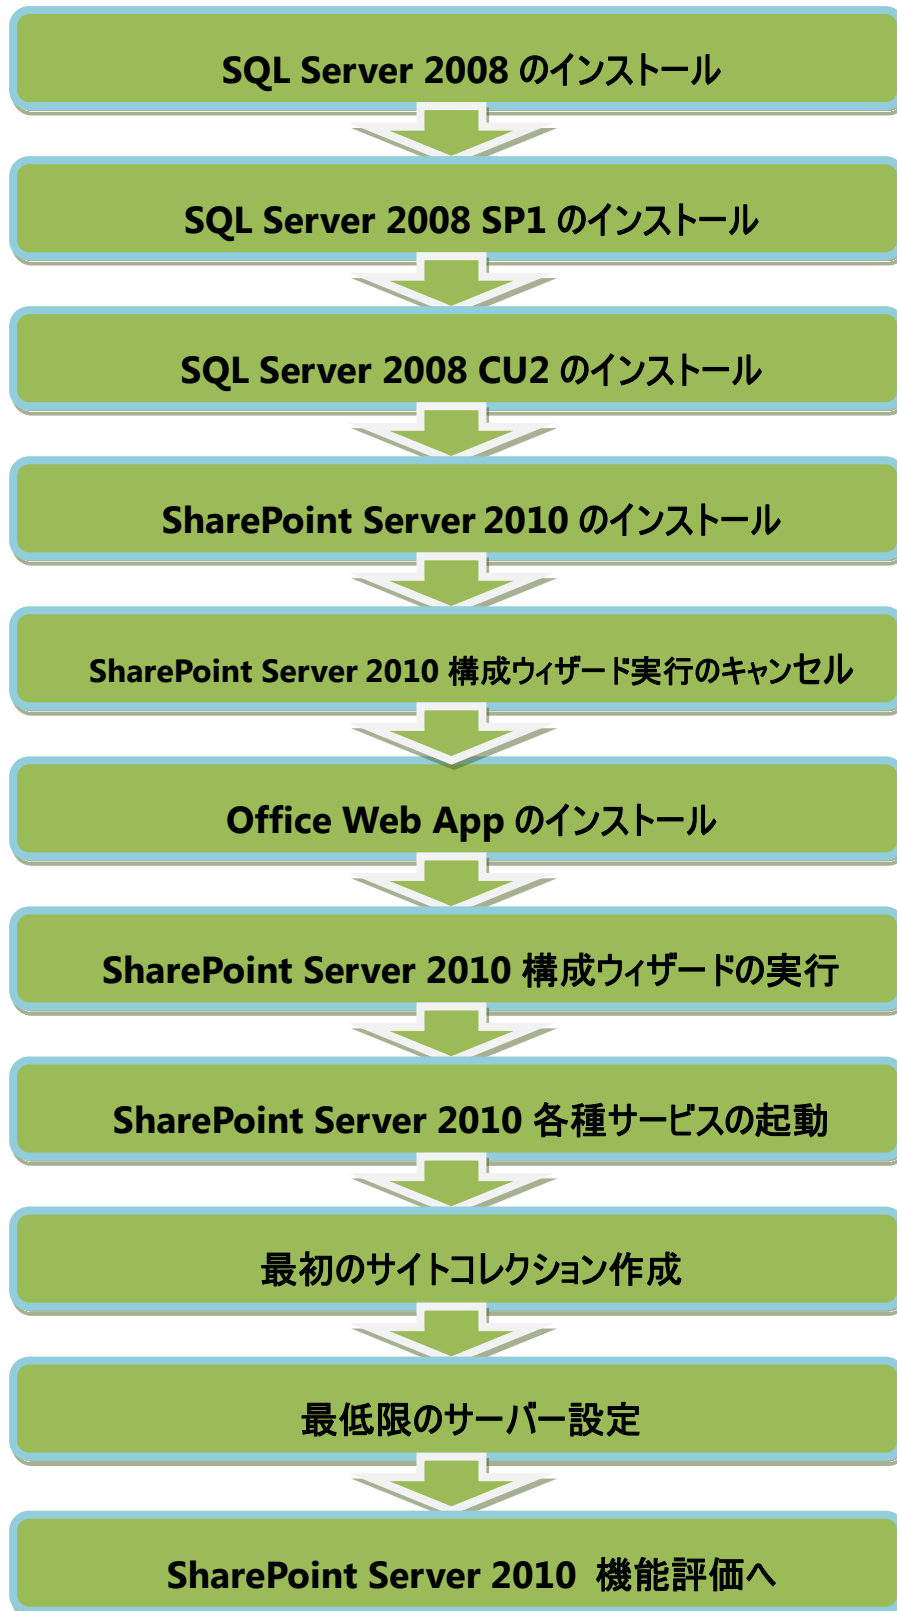 SQL Server 2008 のインストール
SQL Server 2008 SP1 のインストール
SQL Server 2008 CU2 のインストール
SharePoint Server 2010 のインストール
SharePoint Server 2010 構成ウィザード実行のキャンセル
Office Web App のインストール
SharePoint Server 2010 構成ウィザードの実行
SharePoint Server 2010 各種サービスの起動
最初のサイトコレクション作成
最低限のサーバー設定
SharePoint Server 2010 機能評価へ